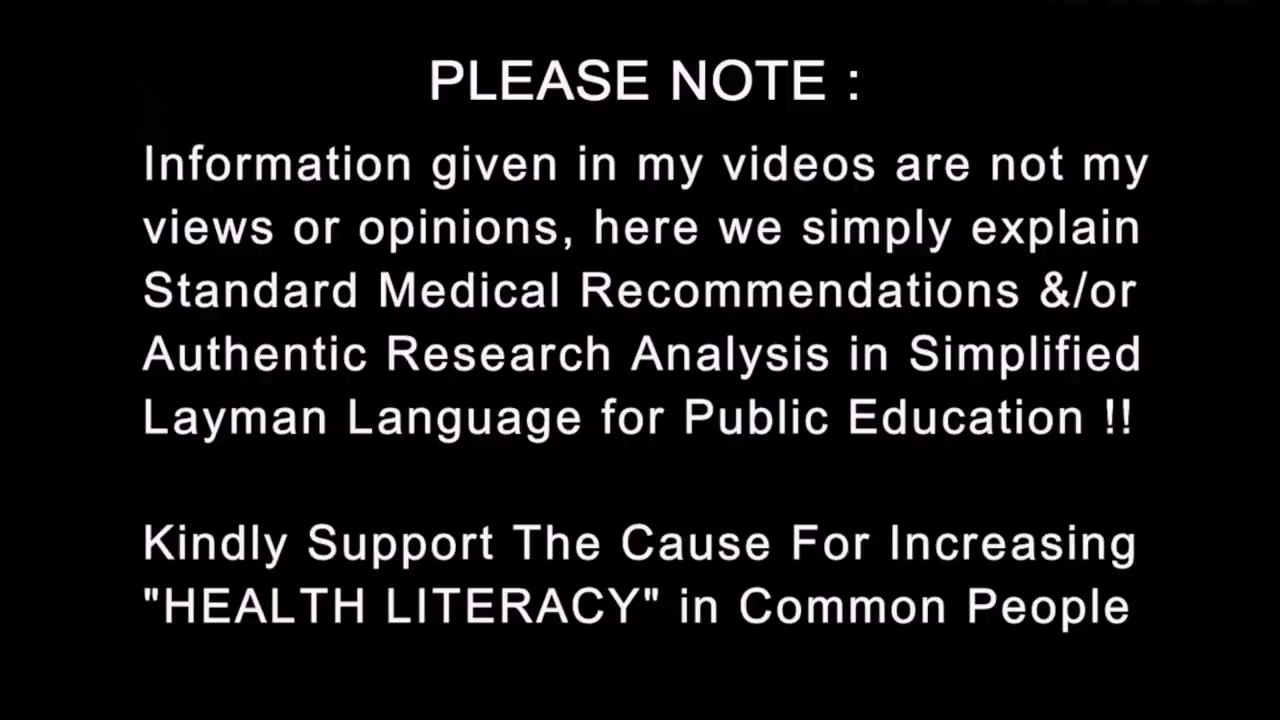 PLEASE NOTE :
Information given in my videos are not my
views or opinions, here we simply explain
Standard Medical Recommendations &/or
Authentic Research Analysis in Simplified
Layman Language for Public Education !!
Kindly Support The Cause For Increasing
"HEALTH LITERACY" in Common People